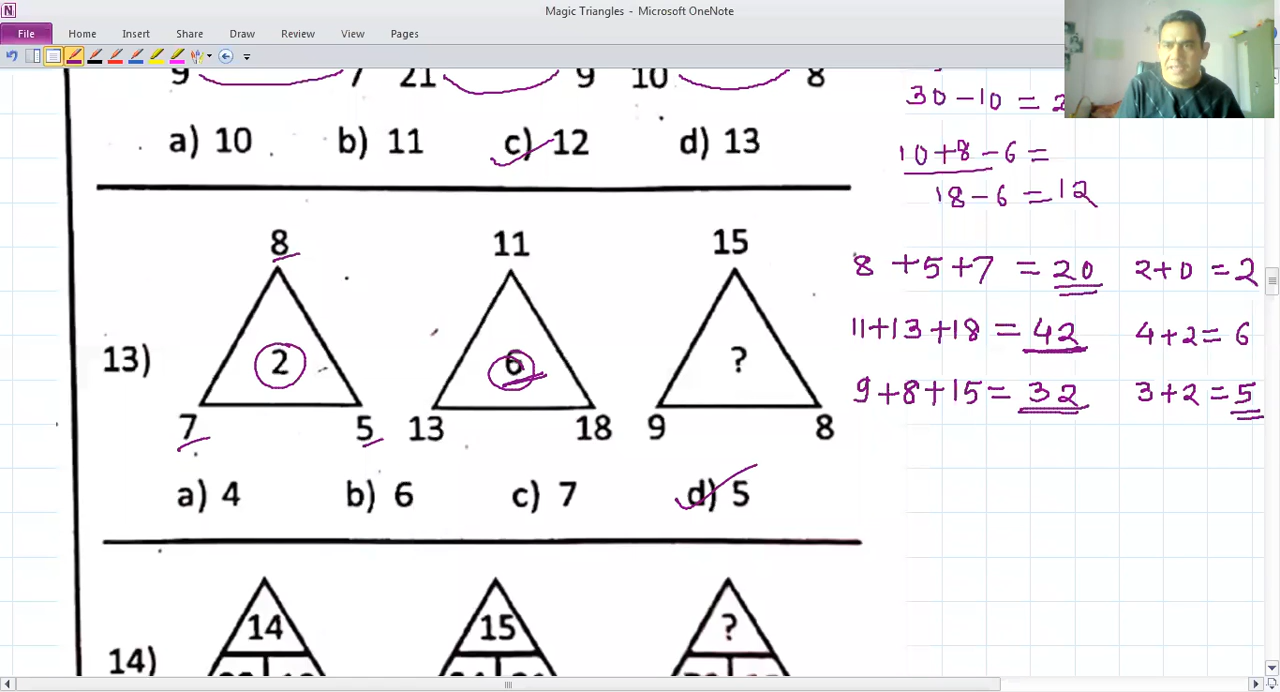 Magic Triangles - Microsoft OneNote
File Home Insert Share Draw Review View Pages
9 7 21 9 10 8
a) 10 b) 11 c) 12 d) 13
30 - 10 =
10 + 8 - 6 =
18 - 6 = 12
13)
8 11 15
2 6 ?
7 5 13 18 9 8
a) 4 b) 6 c) 7 d) 5
8 + 5 + 7 = 20 2 + 0 = 2
11 + 13 + 18 = 42 4 + 2 = 6
9 + 8 + 15 = 32 3 + 2 = 5
14)
14 15 ?